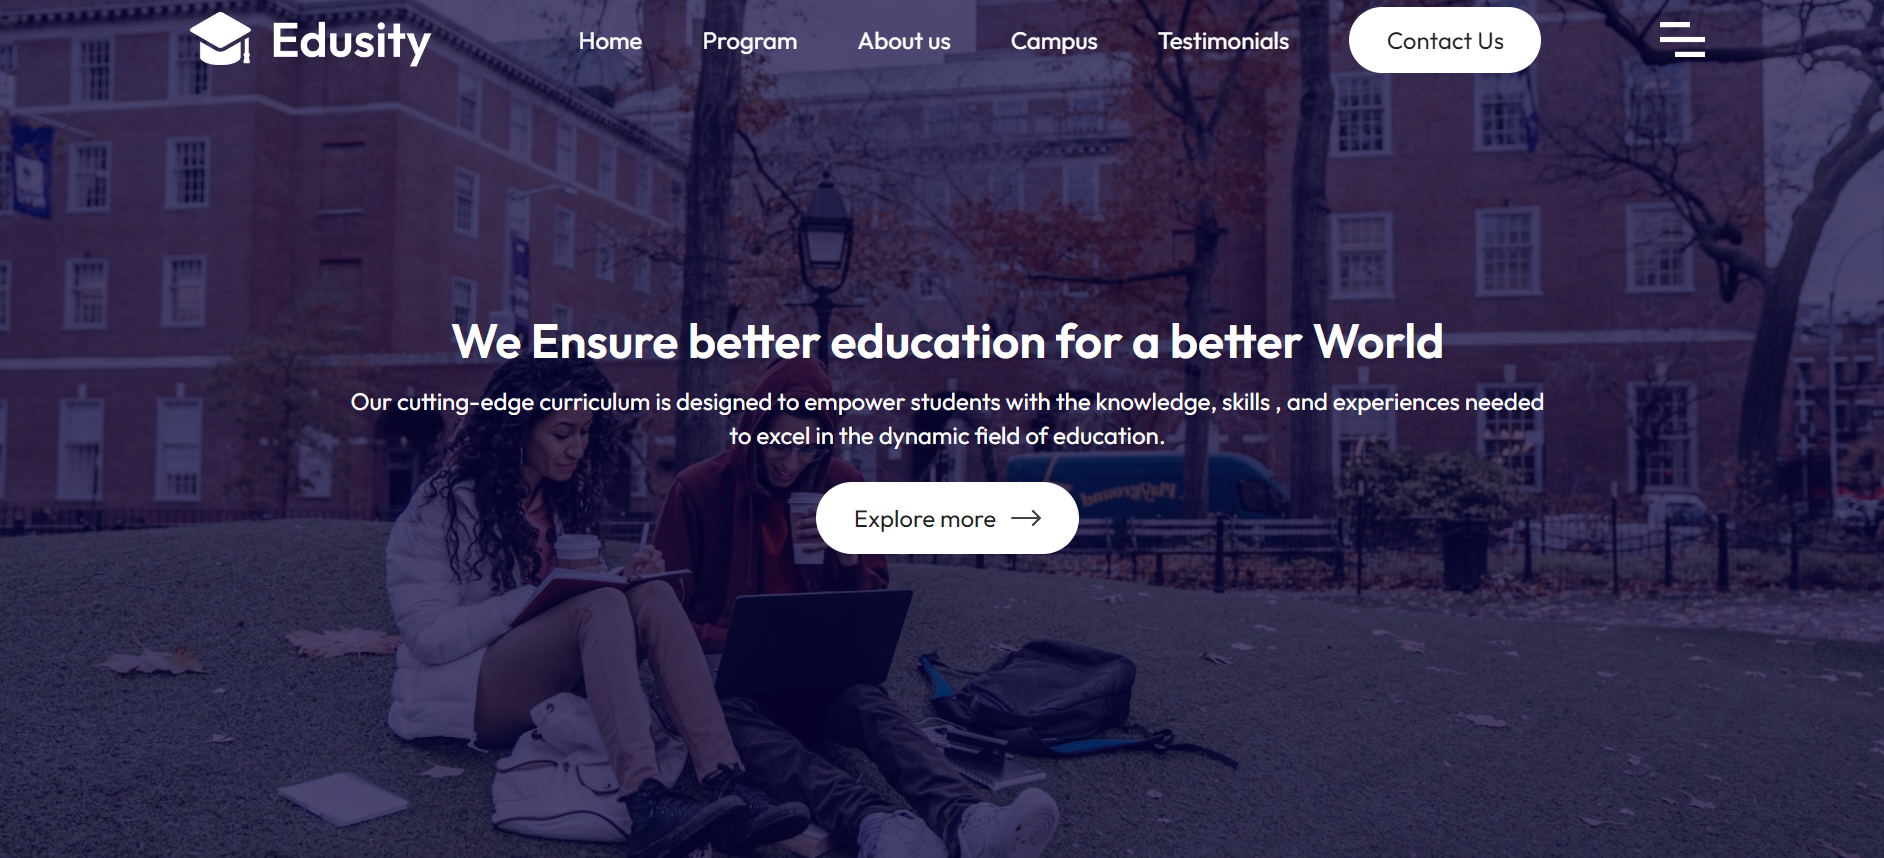 Edusity
Home Program About us Campus Testimonials Contact Us
We Ensure better education for a better World
Our cutting-edge curriculum is designed to empower students with the knowledge, skills , and experiences needed
to excel in the dynamic field of education.
Explore more